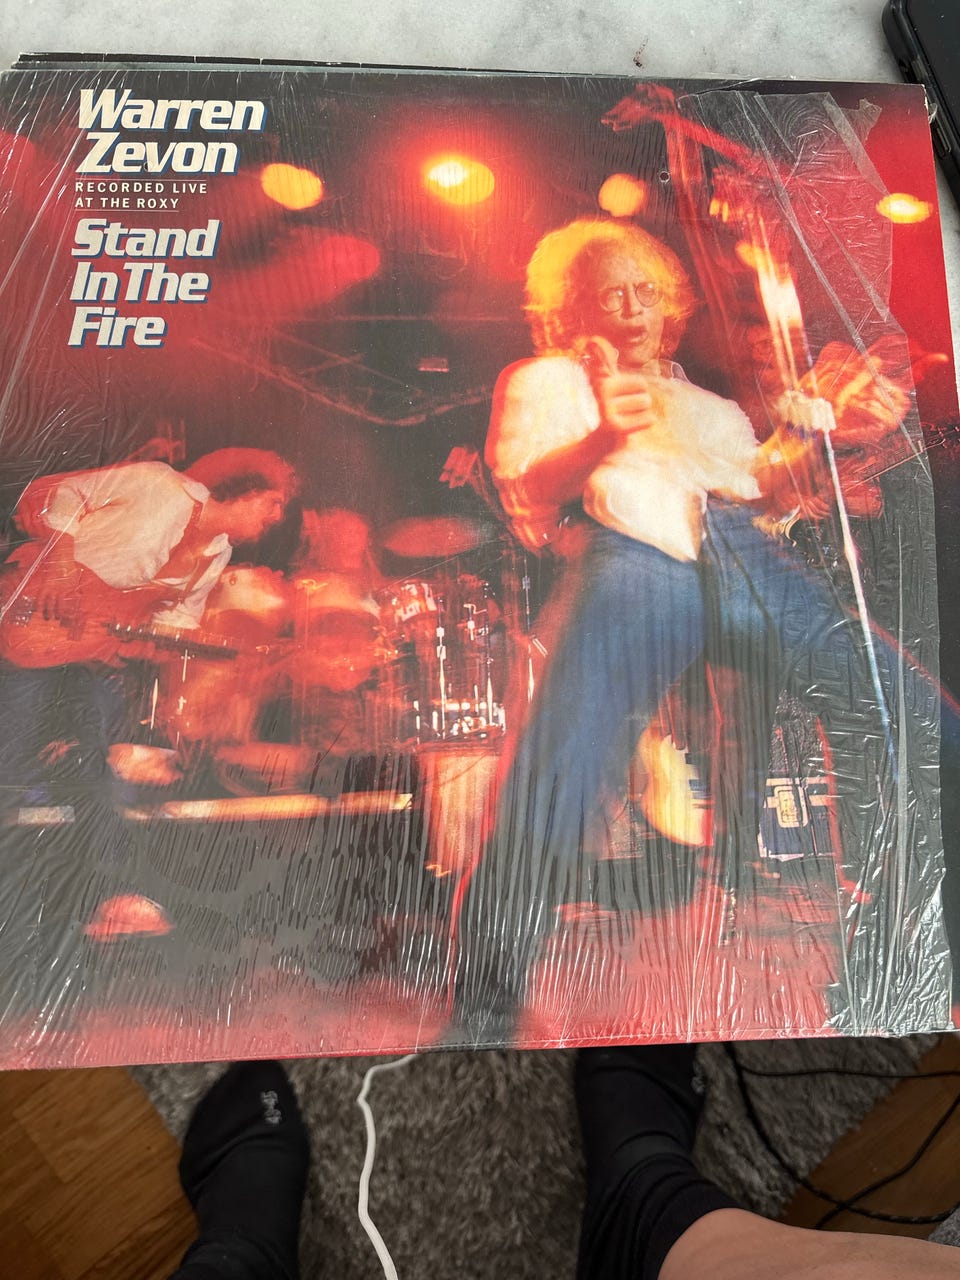 Warren
Zevon
RECORDED LIVE
AT THE ROXY
Stand
In The
Fire